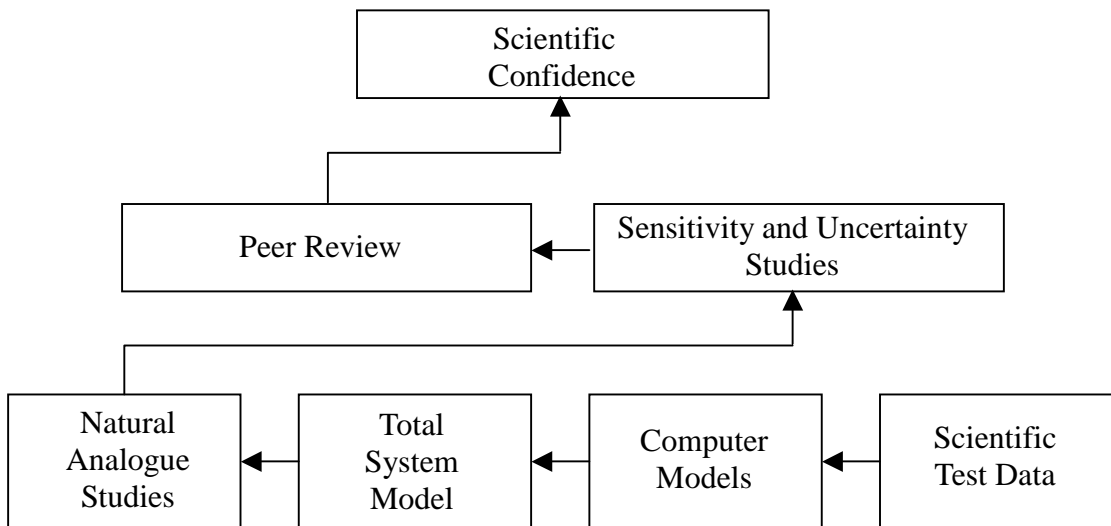 Scientific
Confidence
Peer Review
Sensitivity and Uncertainty
Studies
Natural
Analogue
Studies
Total
System
Model
Computer
Models
Scientific
Test Data